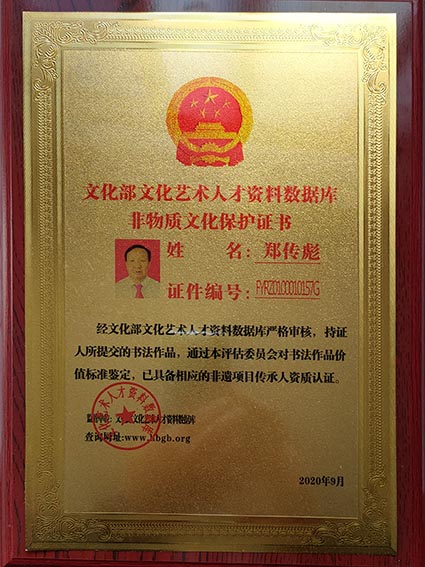 文化部文化艺术人才资料数据库
非物质文化保护证书
姓 名: 郑传彪
证件编号: FYRZ0100010157G
经文化部文化艺术人才资料数据库严格审核，持证
人所提交的书法作品，通过本评估委员会对书法作品价
值标准鉴定，已具备相应的非遗项目传承人资质认证。
查询网址:www.hbgb.org
2020年9月